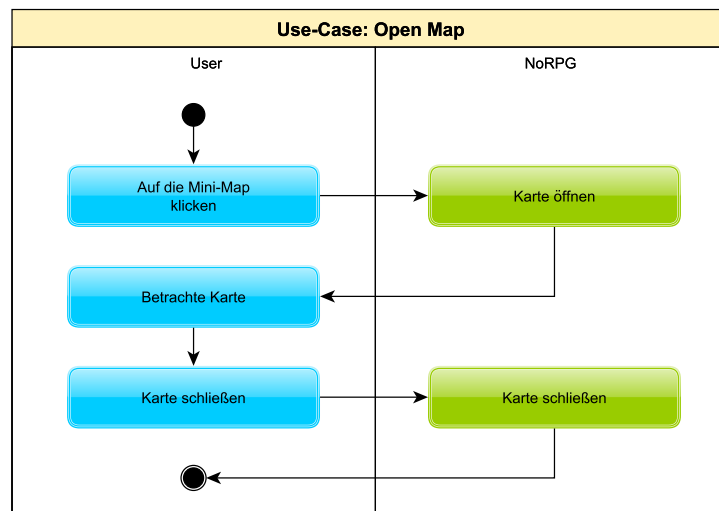 Use-Case: Open Map
User
NoRPG
Auf die Mini-Map
klicken
Karte öffnen
Betrachte Karte
Karte schließen
Karte schließen